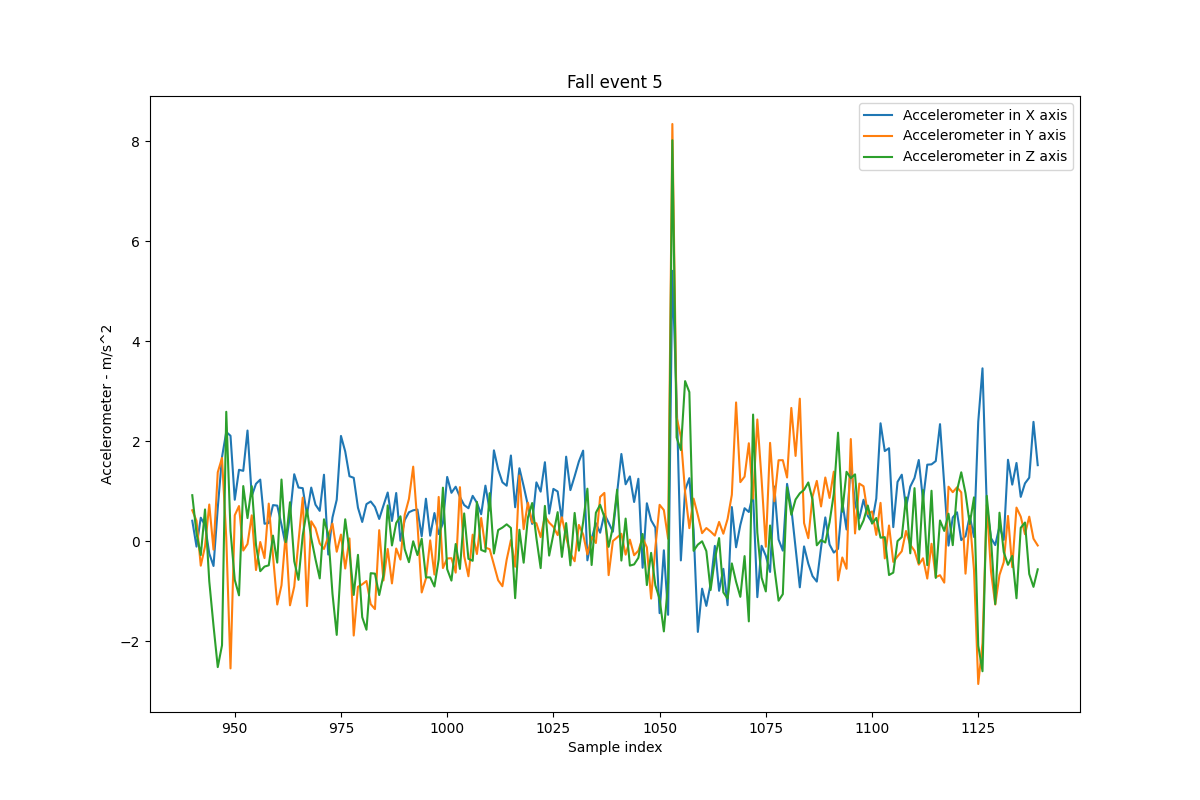 Fall event 5
Accelerometer in X axis
Accelerometer in Y axis
Accelerometer in Z axis
Accelerometer - m/s^2
8
6
4
2
0
−2
950 975 1000 1025 1050 1075 1100 1125
Sample index